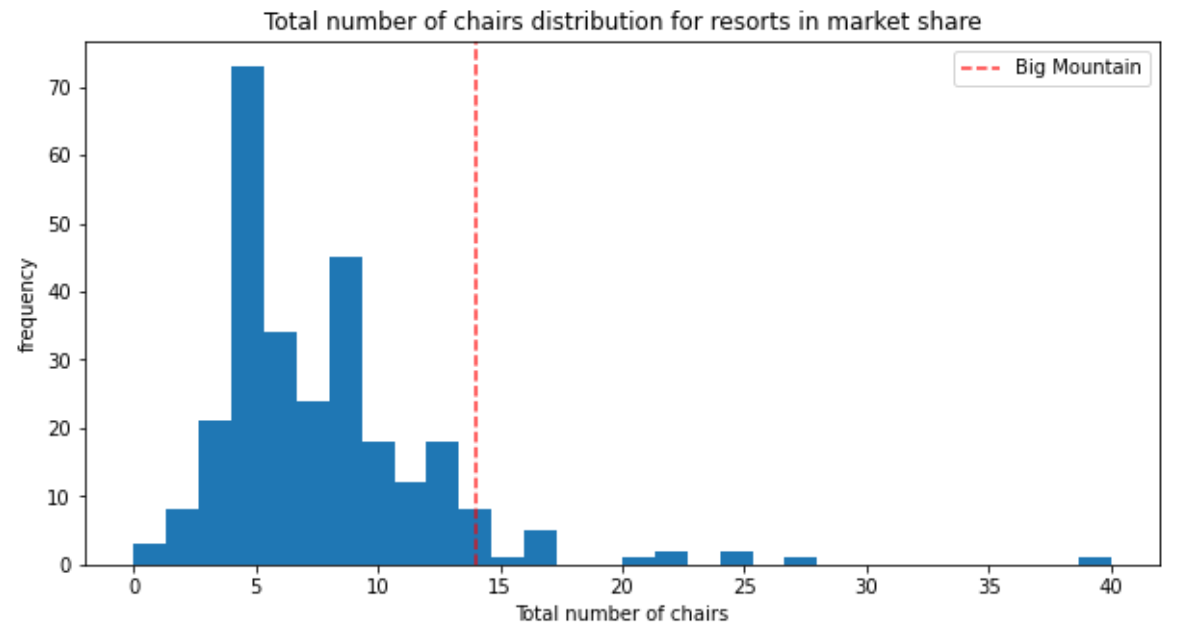 Total number of chairs distribution for resorts in market share
Big Mountain
frequency
70
60
50
40
30
20
10
0
0 5 10 15 20 25 30 35 40
Total number of chairs